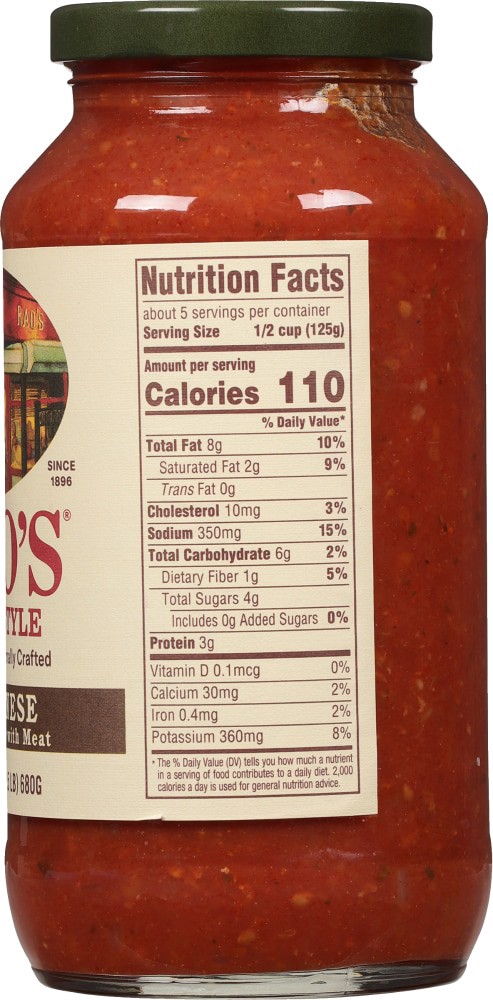 RAO'S
SINCE
1896
O'S®
TYLE
Crafted
ESE
with Meat
LB) 680G
Nutrition Facts
about 5 servings per container
Serving Size 1/2 cup (125g)
Amount per serving
Calories 110
% Daily Value*
Total Fat 8g 10%
Saturated Fat 2g 9%
Trans Fat 0g
Cholesterol 10mg 3%
Sodium 350mg 15%
Total Carbohydrate 6g 2%
Dietary Fiber 1g 5%
Total Sugars 4g
Includes 0g Added Sugars 0%
Protein 3g
Vitamin D 0.1mcg 0%
Calcium 30mg 2%
Iron 0.4mg 2%
Potassium 360mg 8%
* The % Daily Value (DV) tells you how much a nutrient
in a serving of food contributes to a daily diet. 2,000
calories a day is used for general nutrition advice.